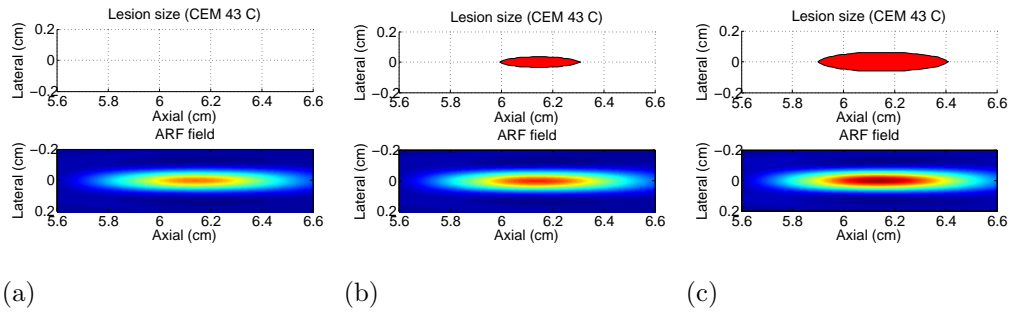 Lesion size (CEM 43 C)
Lateral (cm)
0.2
0
−0.2
5.6 5.8 6 6.2 6.4 6.6
Axial (cm)
ARF field
Lateral (cm)
−0.2
0
0.2
5.6 5.8 6 6.2 6.4 6.6
Axial (cm)
(a)
Lesion size (CEM 43 C)
Lateral (cm)
0.2
0
−0.2
5.6 5.8 6 6.2 6.4 6.6
Axial (cm)
ARF field
Lateral (cm)
−0.2
0
0.2
5.6 5.8 6 6.2 6.4 6.6
Axial (cm)
(b)
Lesion size (CEM 43 C)
Lateral (cm)
0.2
0
−0.2
5.6 5.8 6 6.2 6.4 6.6
Axial (cm)
ARF field
Lateral (cm)
−0.2
0
0.2
5.6 5.8 6 6.2 6.4 6.6
Axial (cm)
(c)